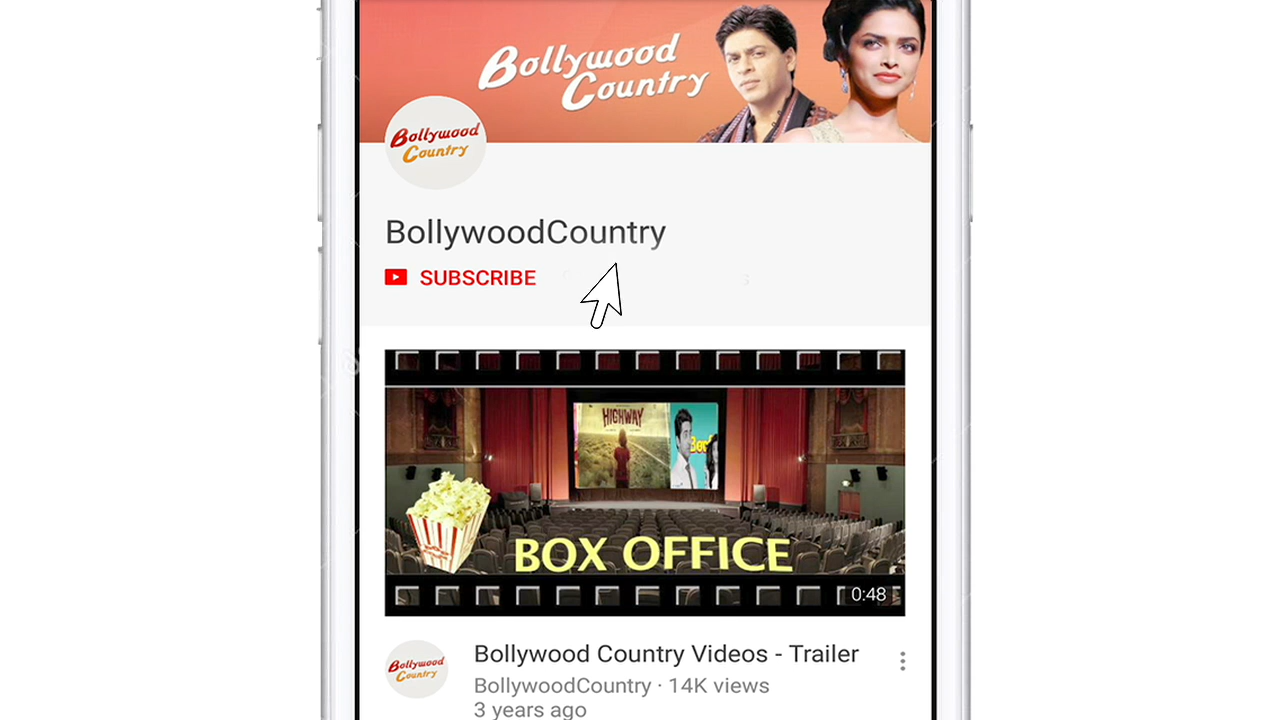 Bollywood
Country
Bollywood
Country
BollywoodCountry
SUBSCRIBE
HIGHWAY
BOX OFFICE
0:48
Bollywood
Country
Bollywood Country Videos - Trailer
BollywoodCountry · 14K views
3 years ago